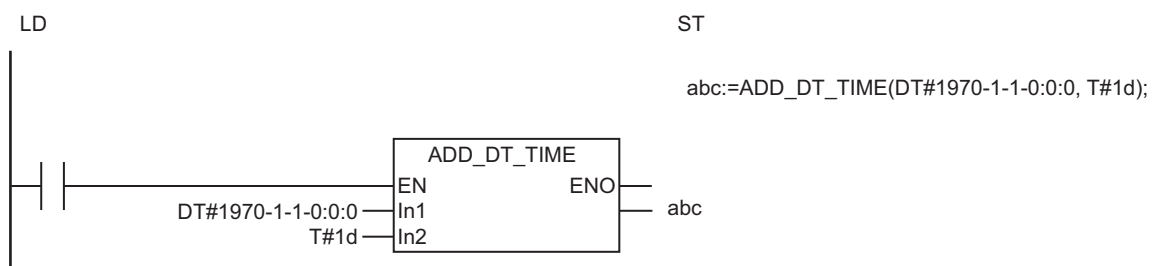 LD
ST
abc:=ADD_DT_TIME(DT#1970-1-1-0:0:0, T#1d);
ADD_DT_TIME
EN ENO
DT#1970-1-1-0:0:0 In1 abc
T#1d In2